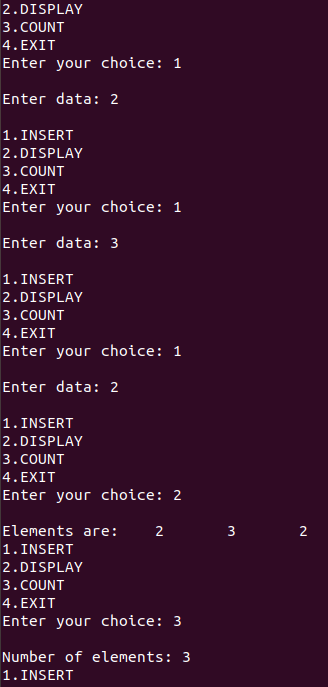 2.DISPLAY
3.COUNT
4.EXIT
Enter your choice: 1
Enter data: 2
1.INSERT
2.DISPLAY
3.COUNT
4.EXIT
Enter your choice: 1
Enter data: 3
1.INSERT
2.DISPLAY
3.COUNT
4.EXIT
Enter your choice: 1
Enter data: 2
1.INSERT
2.DISPLAY
3.COUNT
4.EXIT
Enter your choice: 2
Elements are: 2 3 2
1.INSERT
2.DISPLAY
3.COUNT
4.EXIT
Enter your choice: 3
Number of elements: 3
1.INSERT